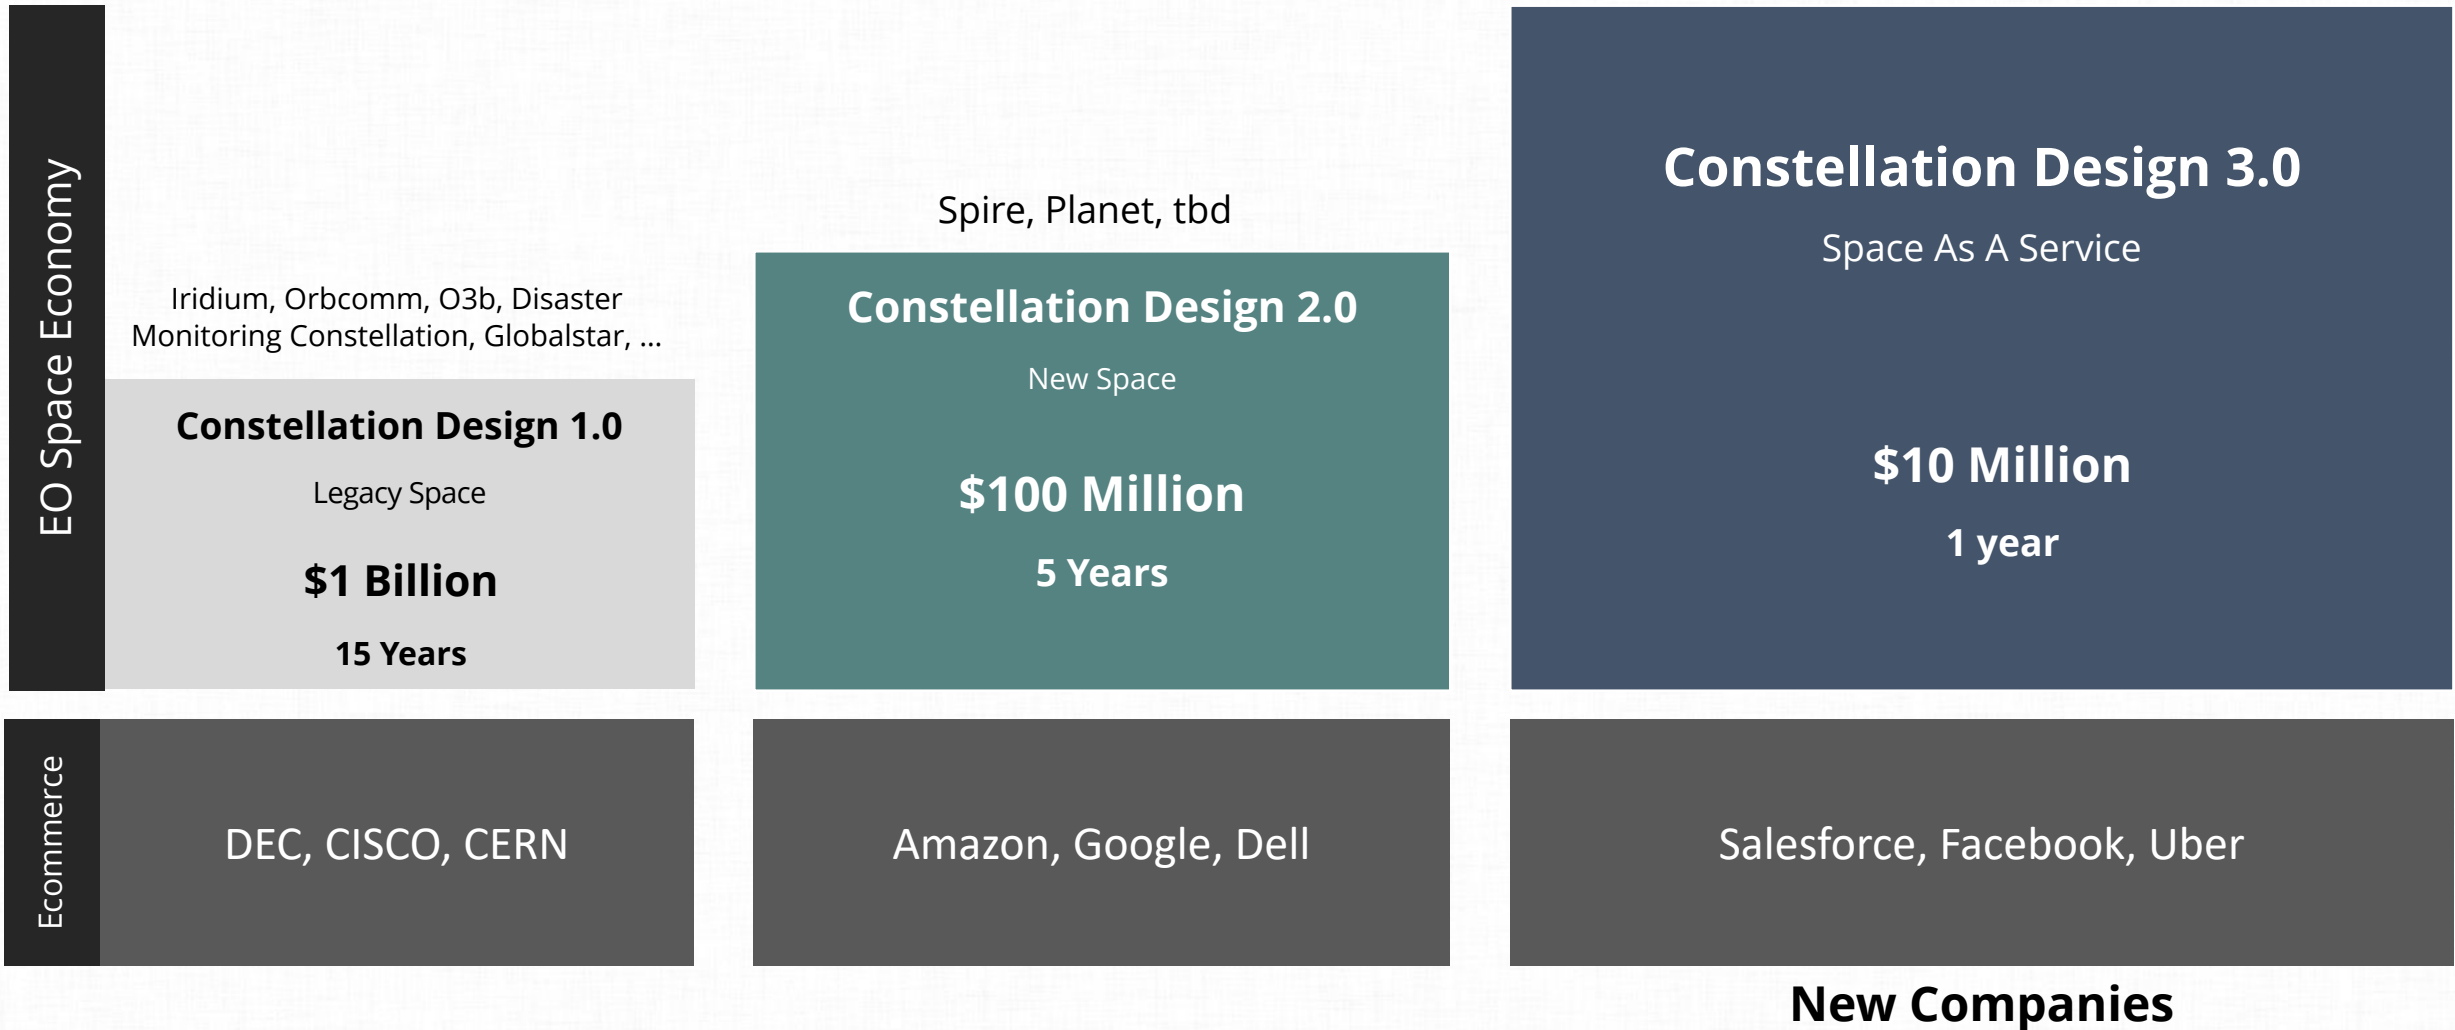 EO Space Economy
Iridium, Orbcomm, O3b, Disaster
Monitoring Constellation, Globalstar, ...
Constellation Design 1.0
Legacy Space
$1 Billion
15 Years
Spire, Planet, tbd
Constellation Design 2.0
New Space
$100 Million
5 Years
Constellation Design 3.0
Space As A Service
$10 Million
1 year
Ecommerce
DEC, CISCO, CERN
Amazon, Google, Dell
Salesforce, Facebook, Uber
New Companies